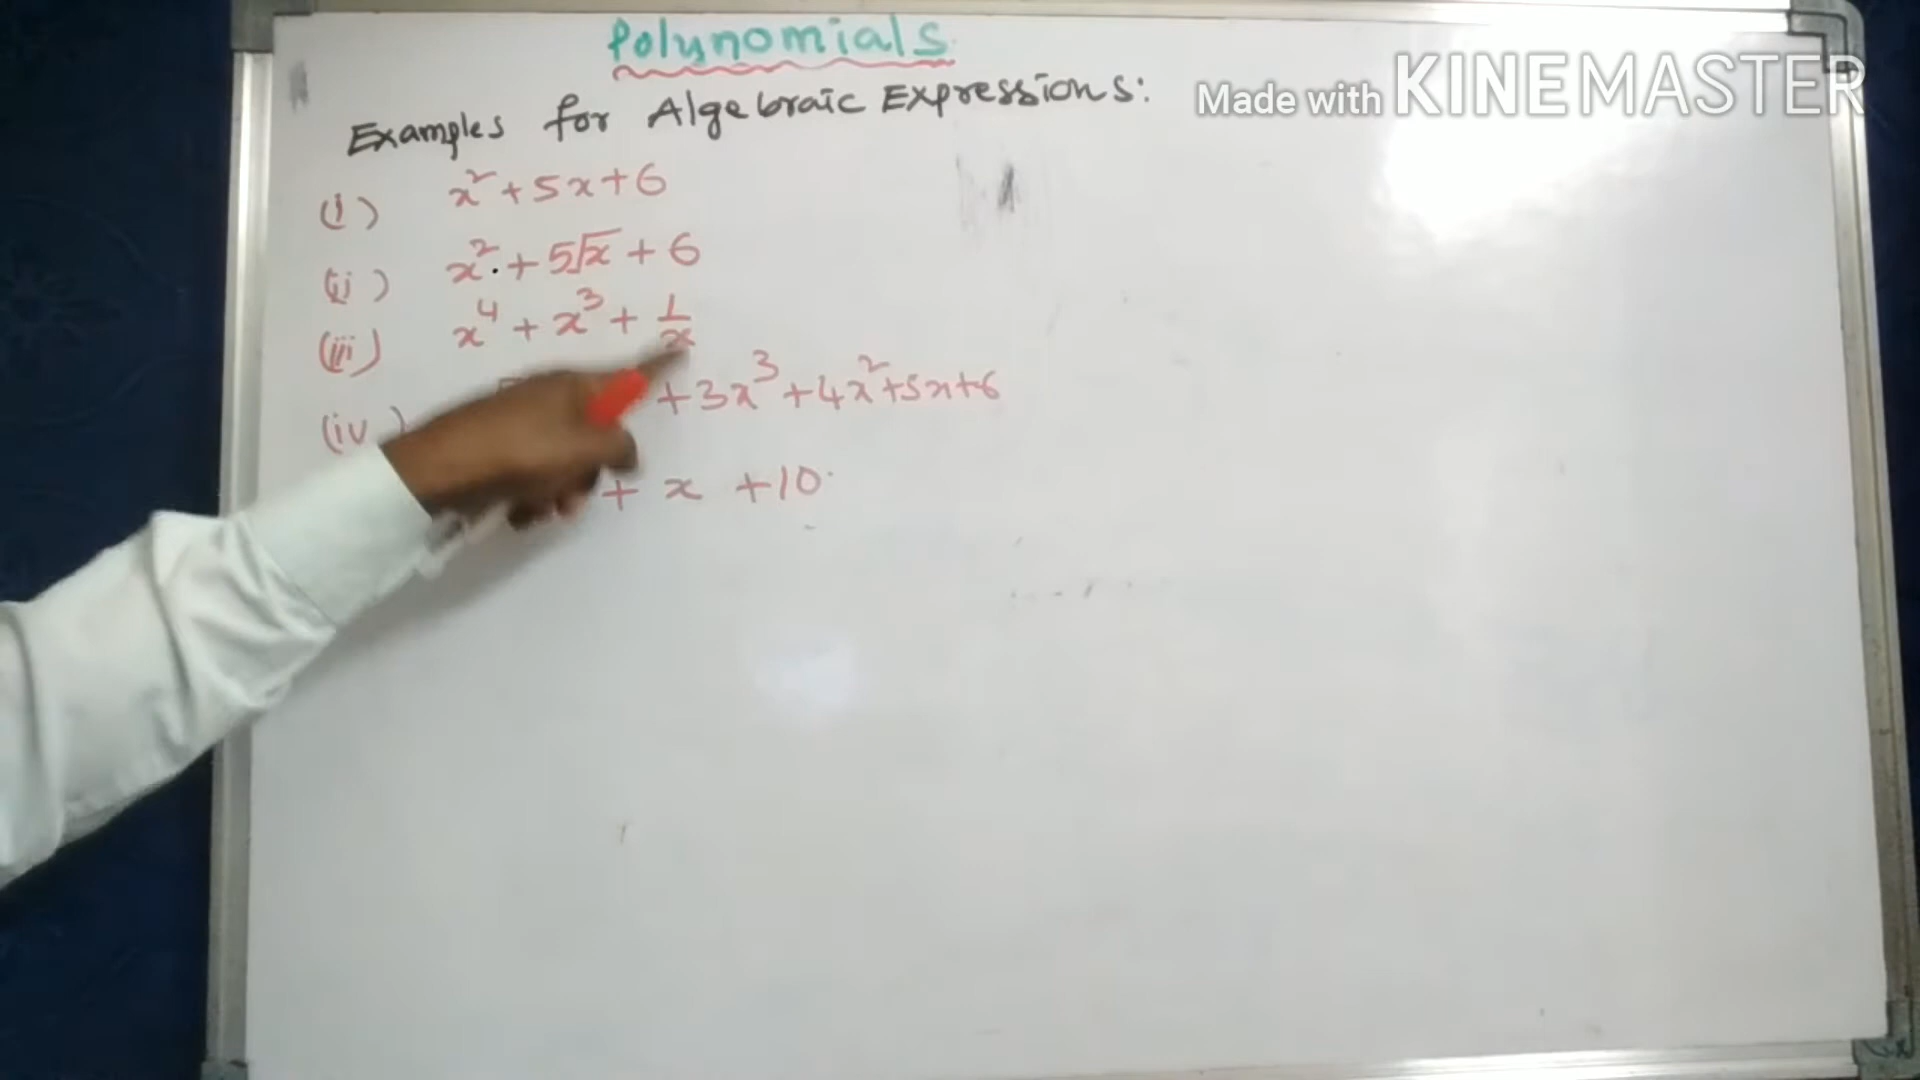 Polynomials
Made with KINEMASTER
Examples for Algebraic Expressions:
(i) x² + 5x + 6
(ii) x² + 5√x + 6
(iii) x⁴ + x³ + 1/x
(iv) + 3x³ + 4x² + 5x + 6
+ x + 10